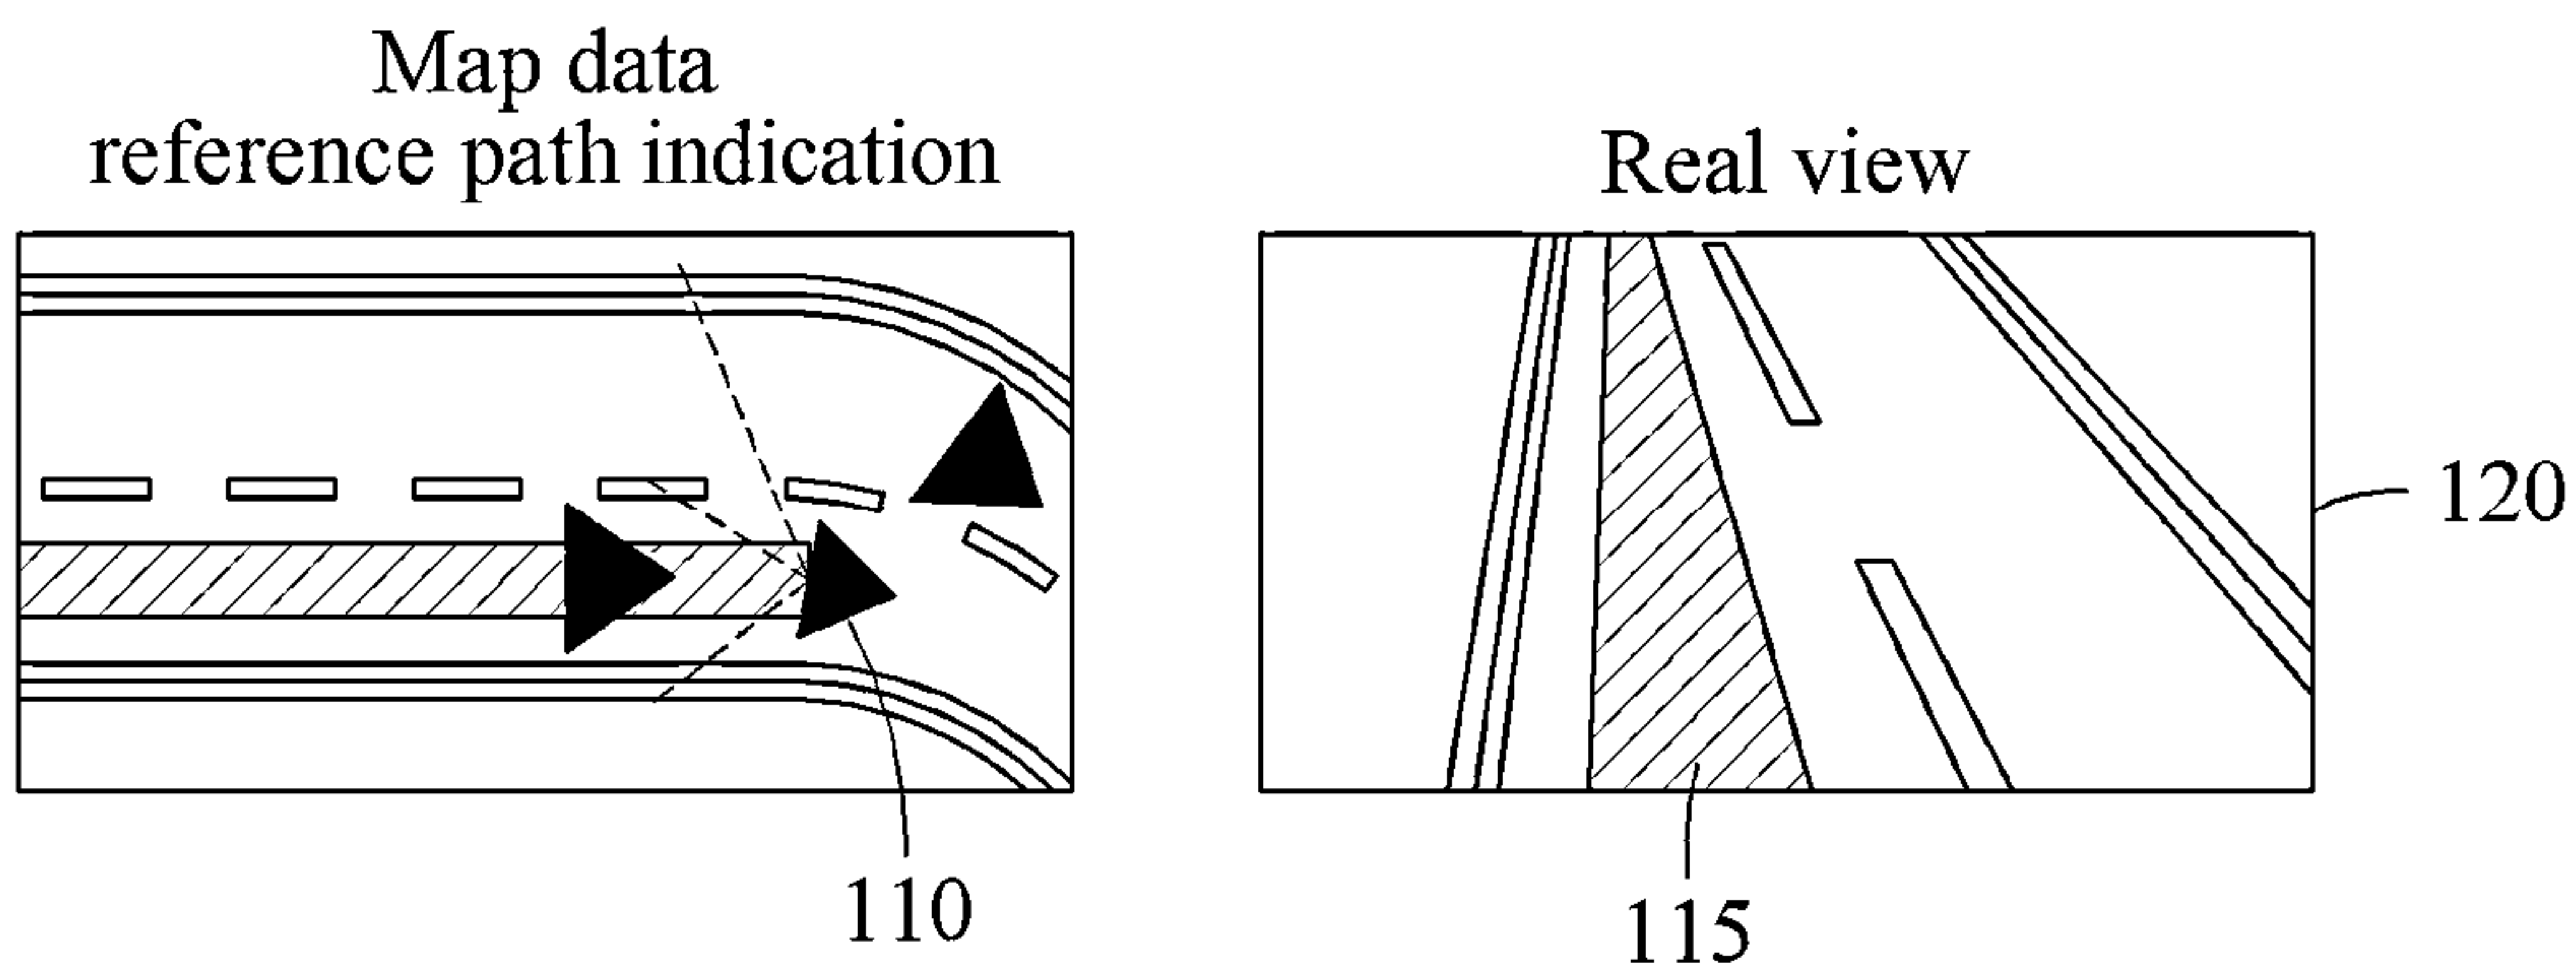 Map data
reference path indication
Real view
120
110
115